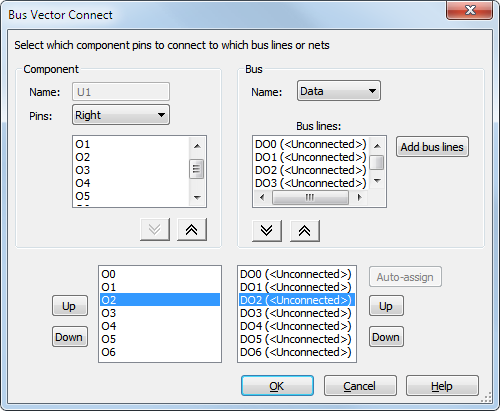 Bus Vector Connect
Select which component pins to connect to which bus lines or nets
Component
Name: U1
Pins: Right
O1
O2
O3
O4
O5
Bus
Name: Data
Bus lines:
DO0 (<Unconnected>)
DO1 (<Unconnected>)
DO2 (<Unconnected>)
DO3 (<Unconnected>)
Add bus lines
Up
Down
O0
O1
O2
O3
O4
O5
O6
DO0 (<Unconnected>)
DO1 (<Unconnected>)
DO2 (<Unconnected>)
DO3 (<Unconnected>)
DO4 (<Unconnected>)
DO5 (<Unconnected>)
DO6 (<Unconnected>)
Auto-assign
Up
Down
OK
Cancel
Help